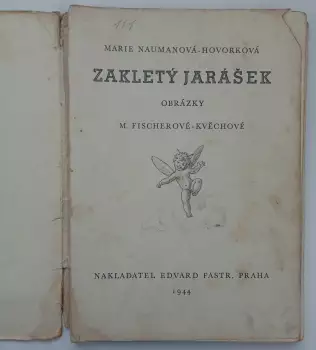 MARIE NAUMANOVÁ-HOVORKOVÁ
ZAKLETÝ JARÁŠEK
OBRÁZKY
M. FISCHEROVÉ-KVĚCHOVÉ
NAKLADATEL EDVARD FASTR, PRAHA
1944